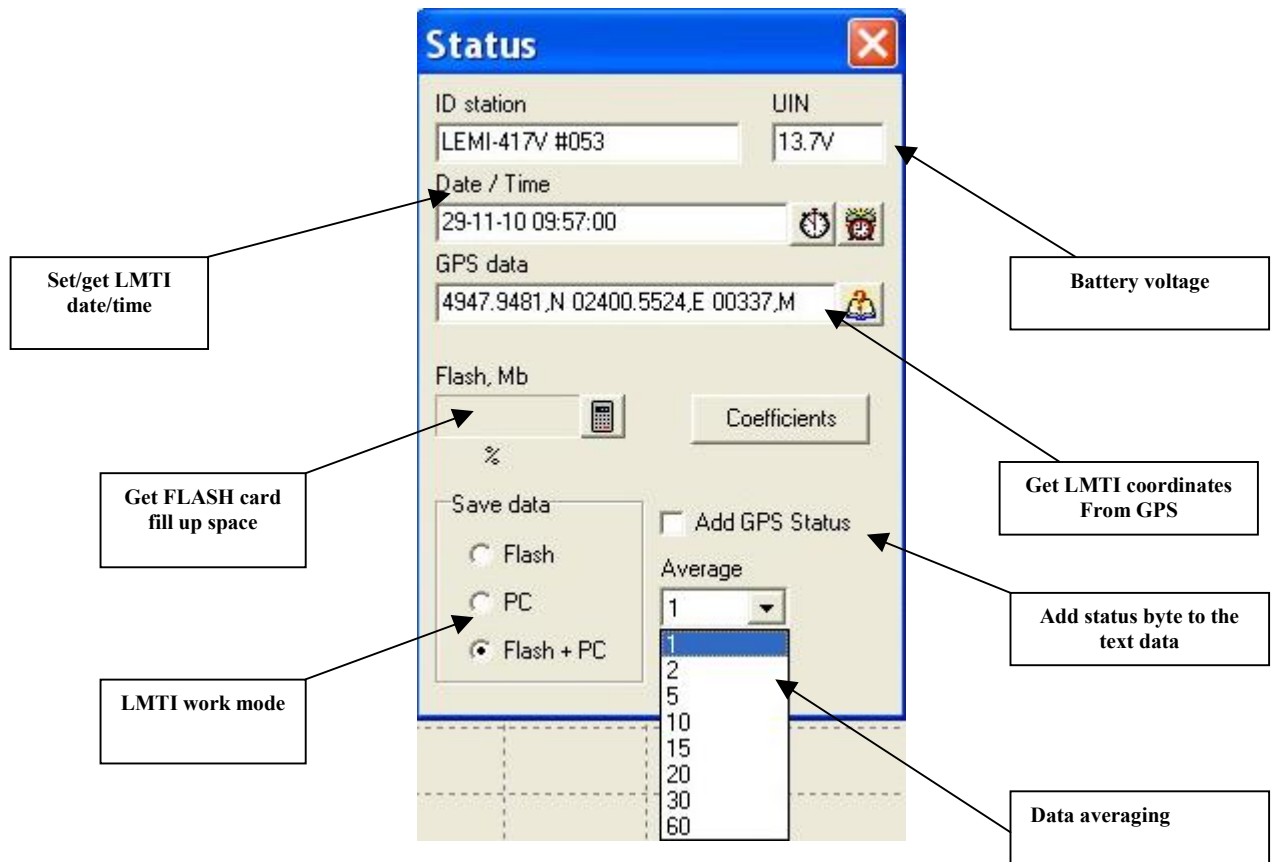 Status
ID station
UIN
LEMI-417V #053
13.7V
Date / Time
29-11-10 09:57:00
GPS data
4947.9481,N 02400.5524,E 00337,M
Flash, Mb
Coefficients
%
Save data
Flash
PC
Flash + PC
Add GPS Status
Average
1
1
2
5
10
15
20
30
60
Set/get LMTI
date/time
Get FLASH card
fill up space
LMTI work mode
Battery voltage
Get LMTI coordinates
From GPS
Add status byte to the
text data
Data averaging